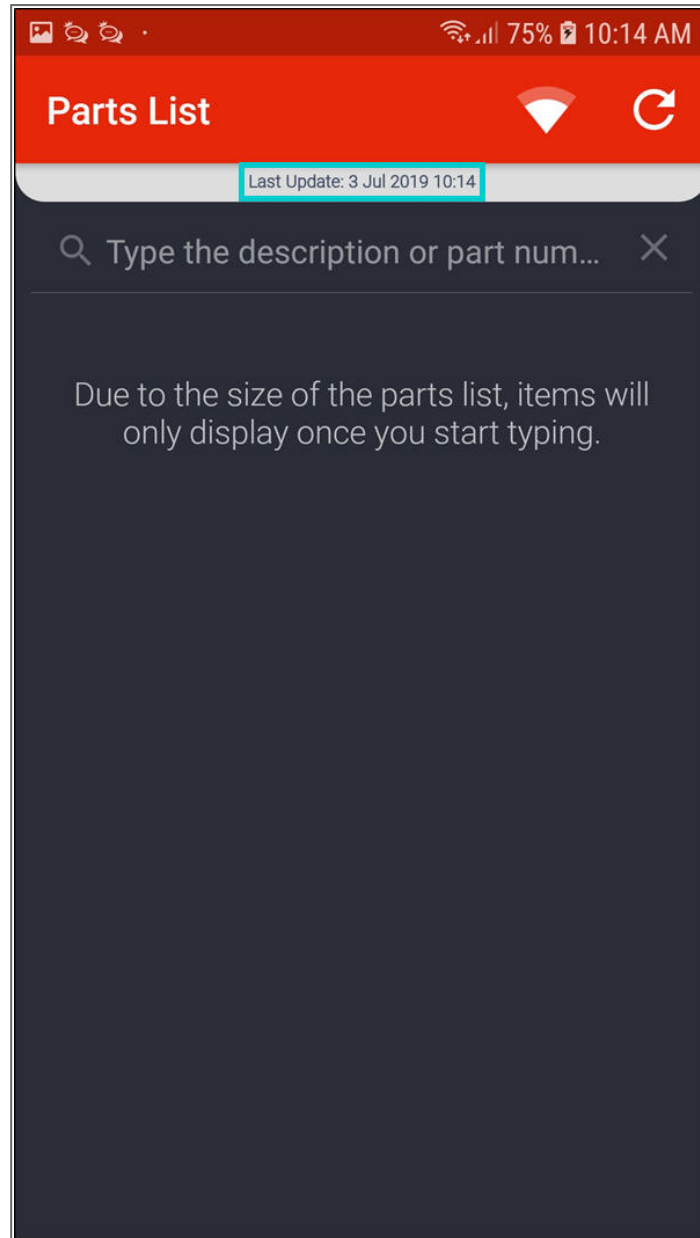 75% 10:14 AM
Parts List
Last Update: 3 Jul 2019 10:14
Type the description or part num...
Due to the size of the parts list, items will
only display once you start typing.